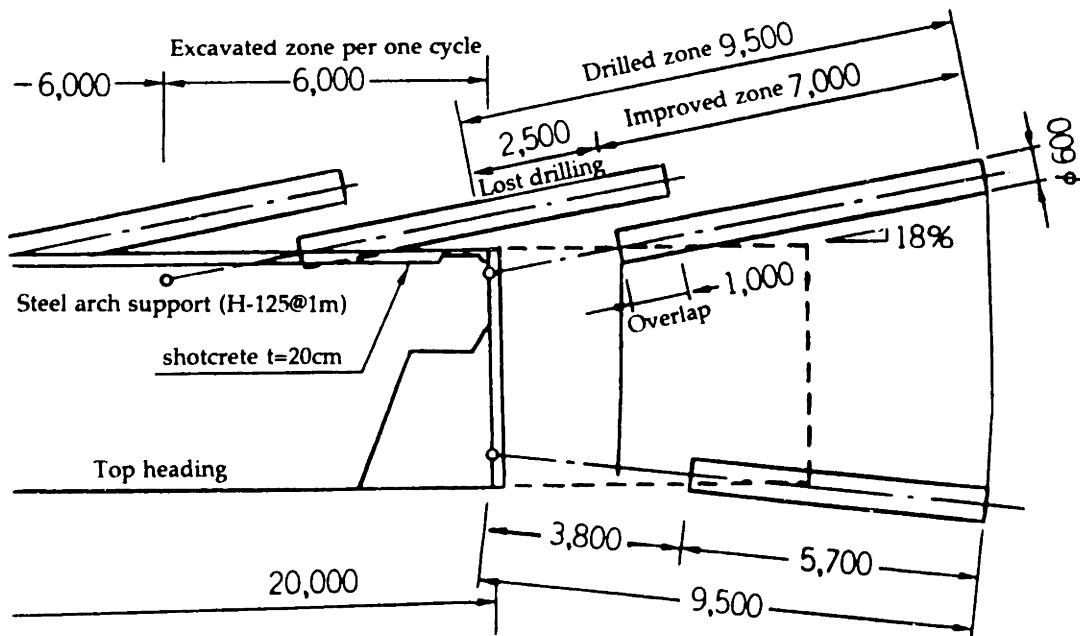 Excavated zone per one cycle
6,000
6,000
Drilled zone 9,500
Improved zone 7,000
2,500
Lost drilling
φ 600
18%
1,000
Overlap
Steel arch support (H-125@1m)
shotcrete t=20cm
Top heading
3,800
5,700
20,000
9,500